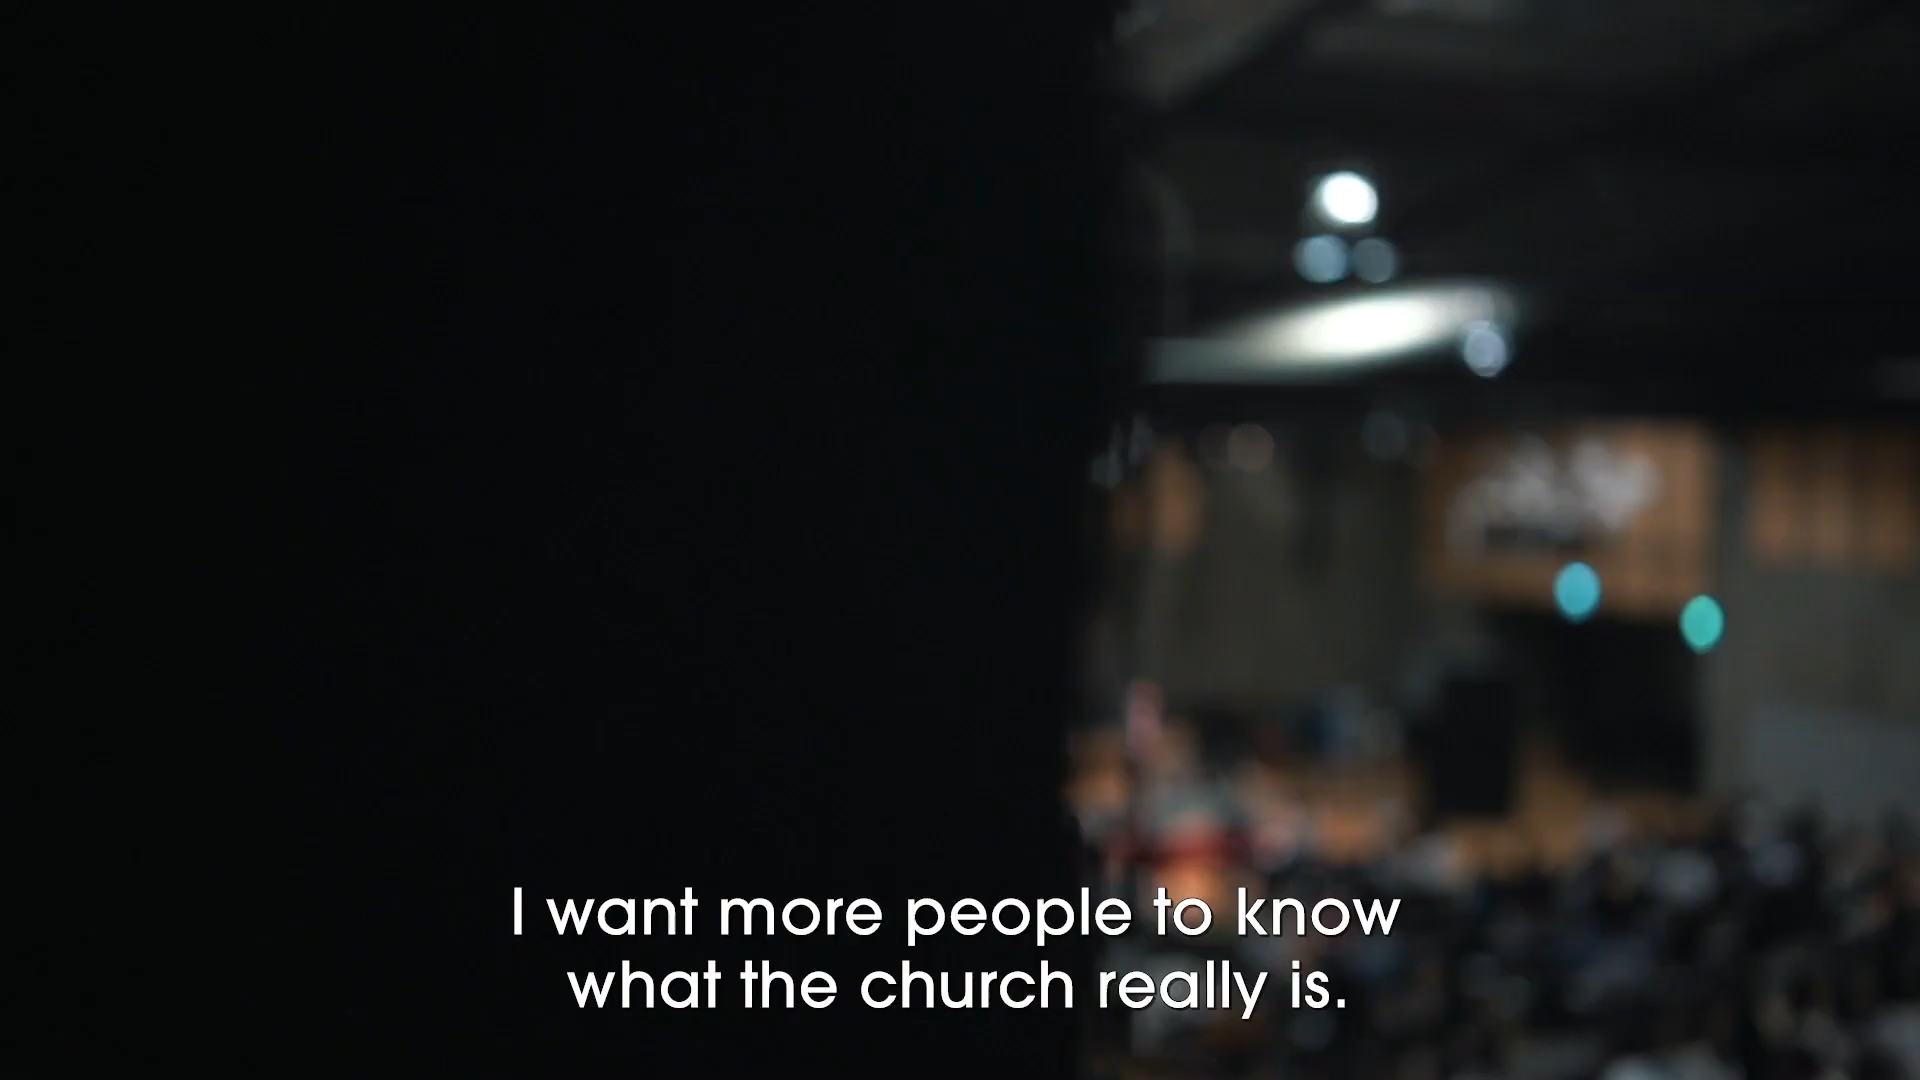 I want more people to know
what the church really is.